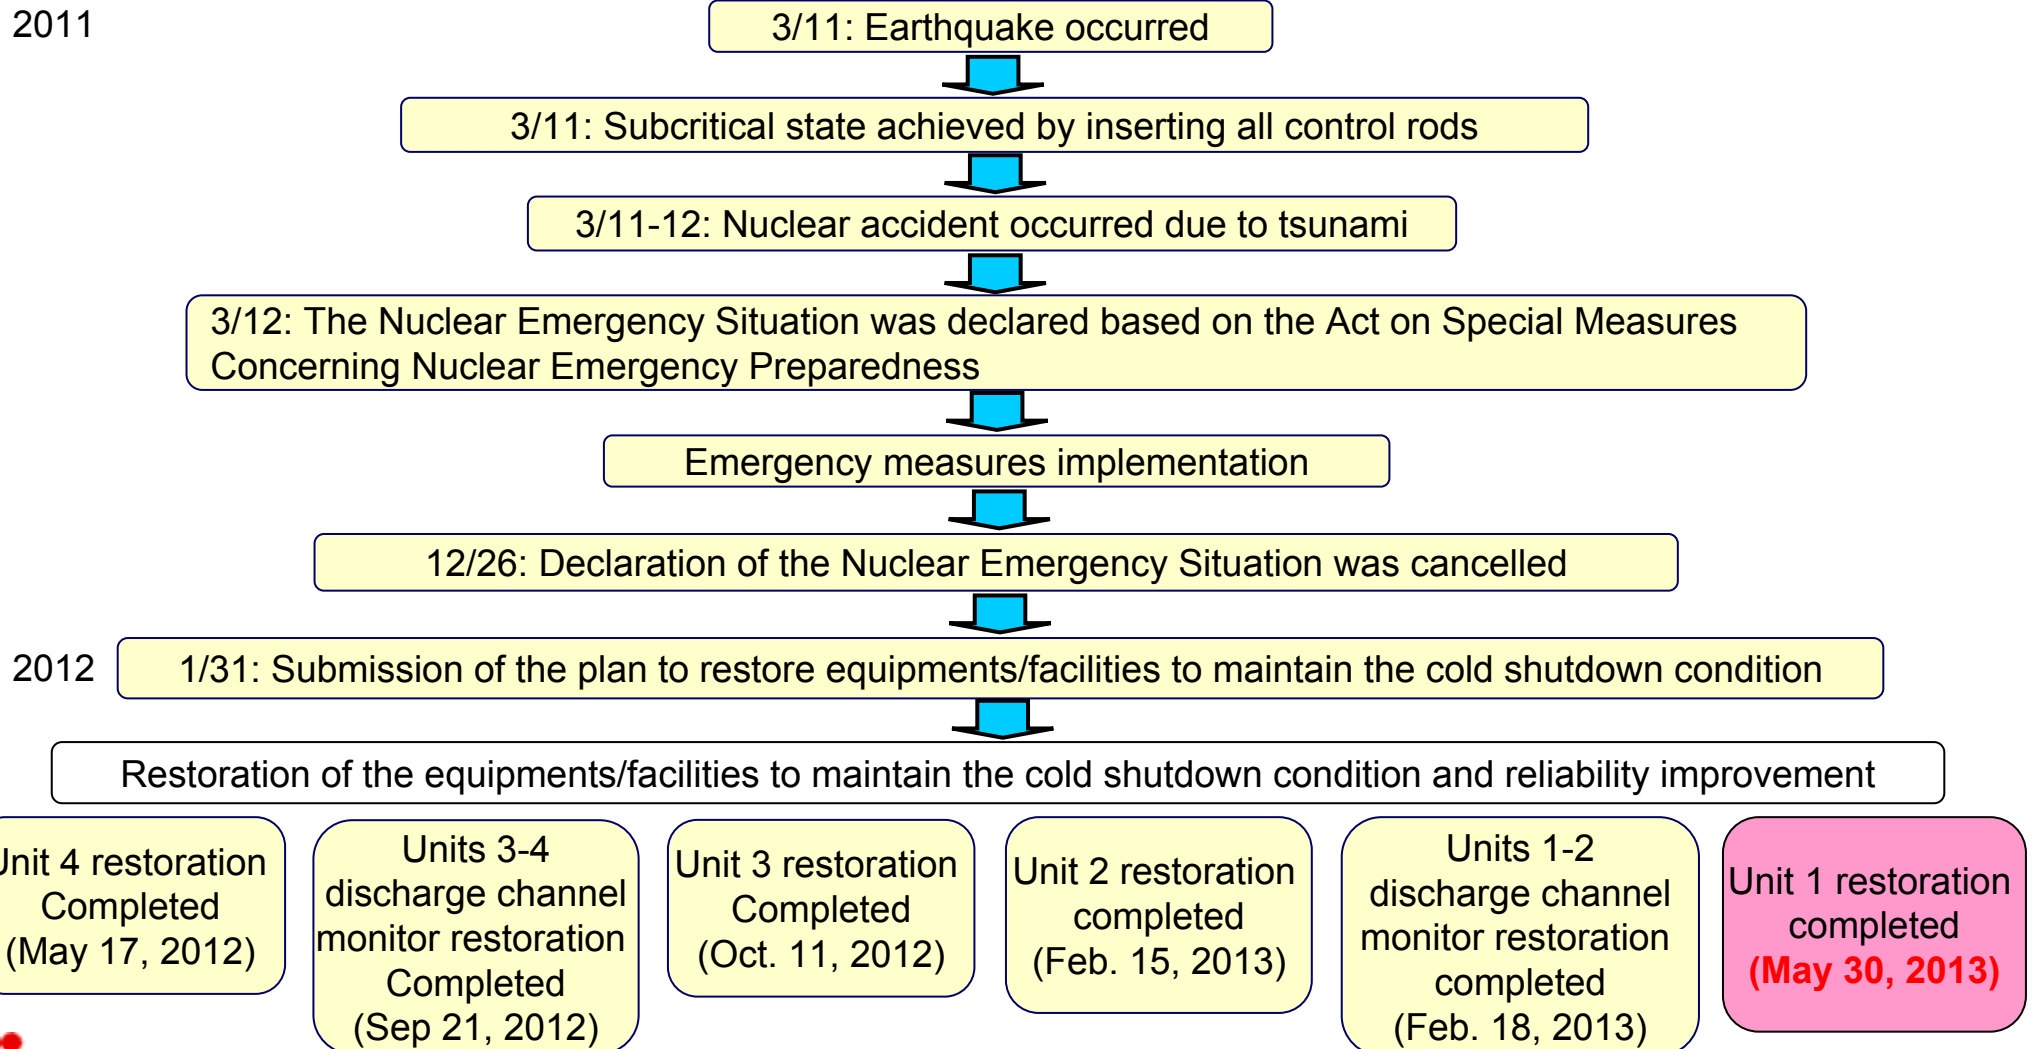 2011
3/11: Earthquake occurred
3/11: Subcritical state achieved by inserting all control rods
3/11-12: Nuclear accident occurred due to tsunami
3/12: The Nuclear Emergency Situation was declared based on the Act on Special Measures
Concerning Nuclear Emergency Preparedness
Emergency measures implementation
12/26: Declaration of the Nuclear Emergency Situation was cancelled
2012
1/31: Submission of the plan to restore equipments/facilities to maintain the cold shutdown condition
Restoration of the equipments/facilities to maintain the cold shutdown condition and reliability improvement
Unit 4 restoration
Completed
(May 17, 2012)
Units 3-4
discharge channel
monitor restoration
Completed
(Sep 21, 2012)
Unit 3 restoration
Completed
(Oct. 11, 2012)
Unit 2 restoration
completed
(Feb. 15, 2013)
Units 1-2
discharge channel
monitor restoration
completed
(Feb. 18, 2013)
Unit 1 restoration
completed
(May 30, 2013)